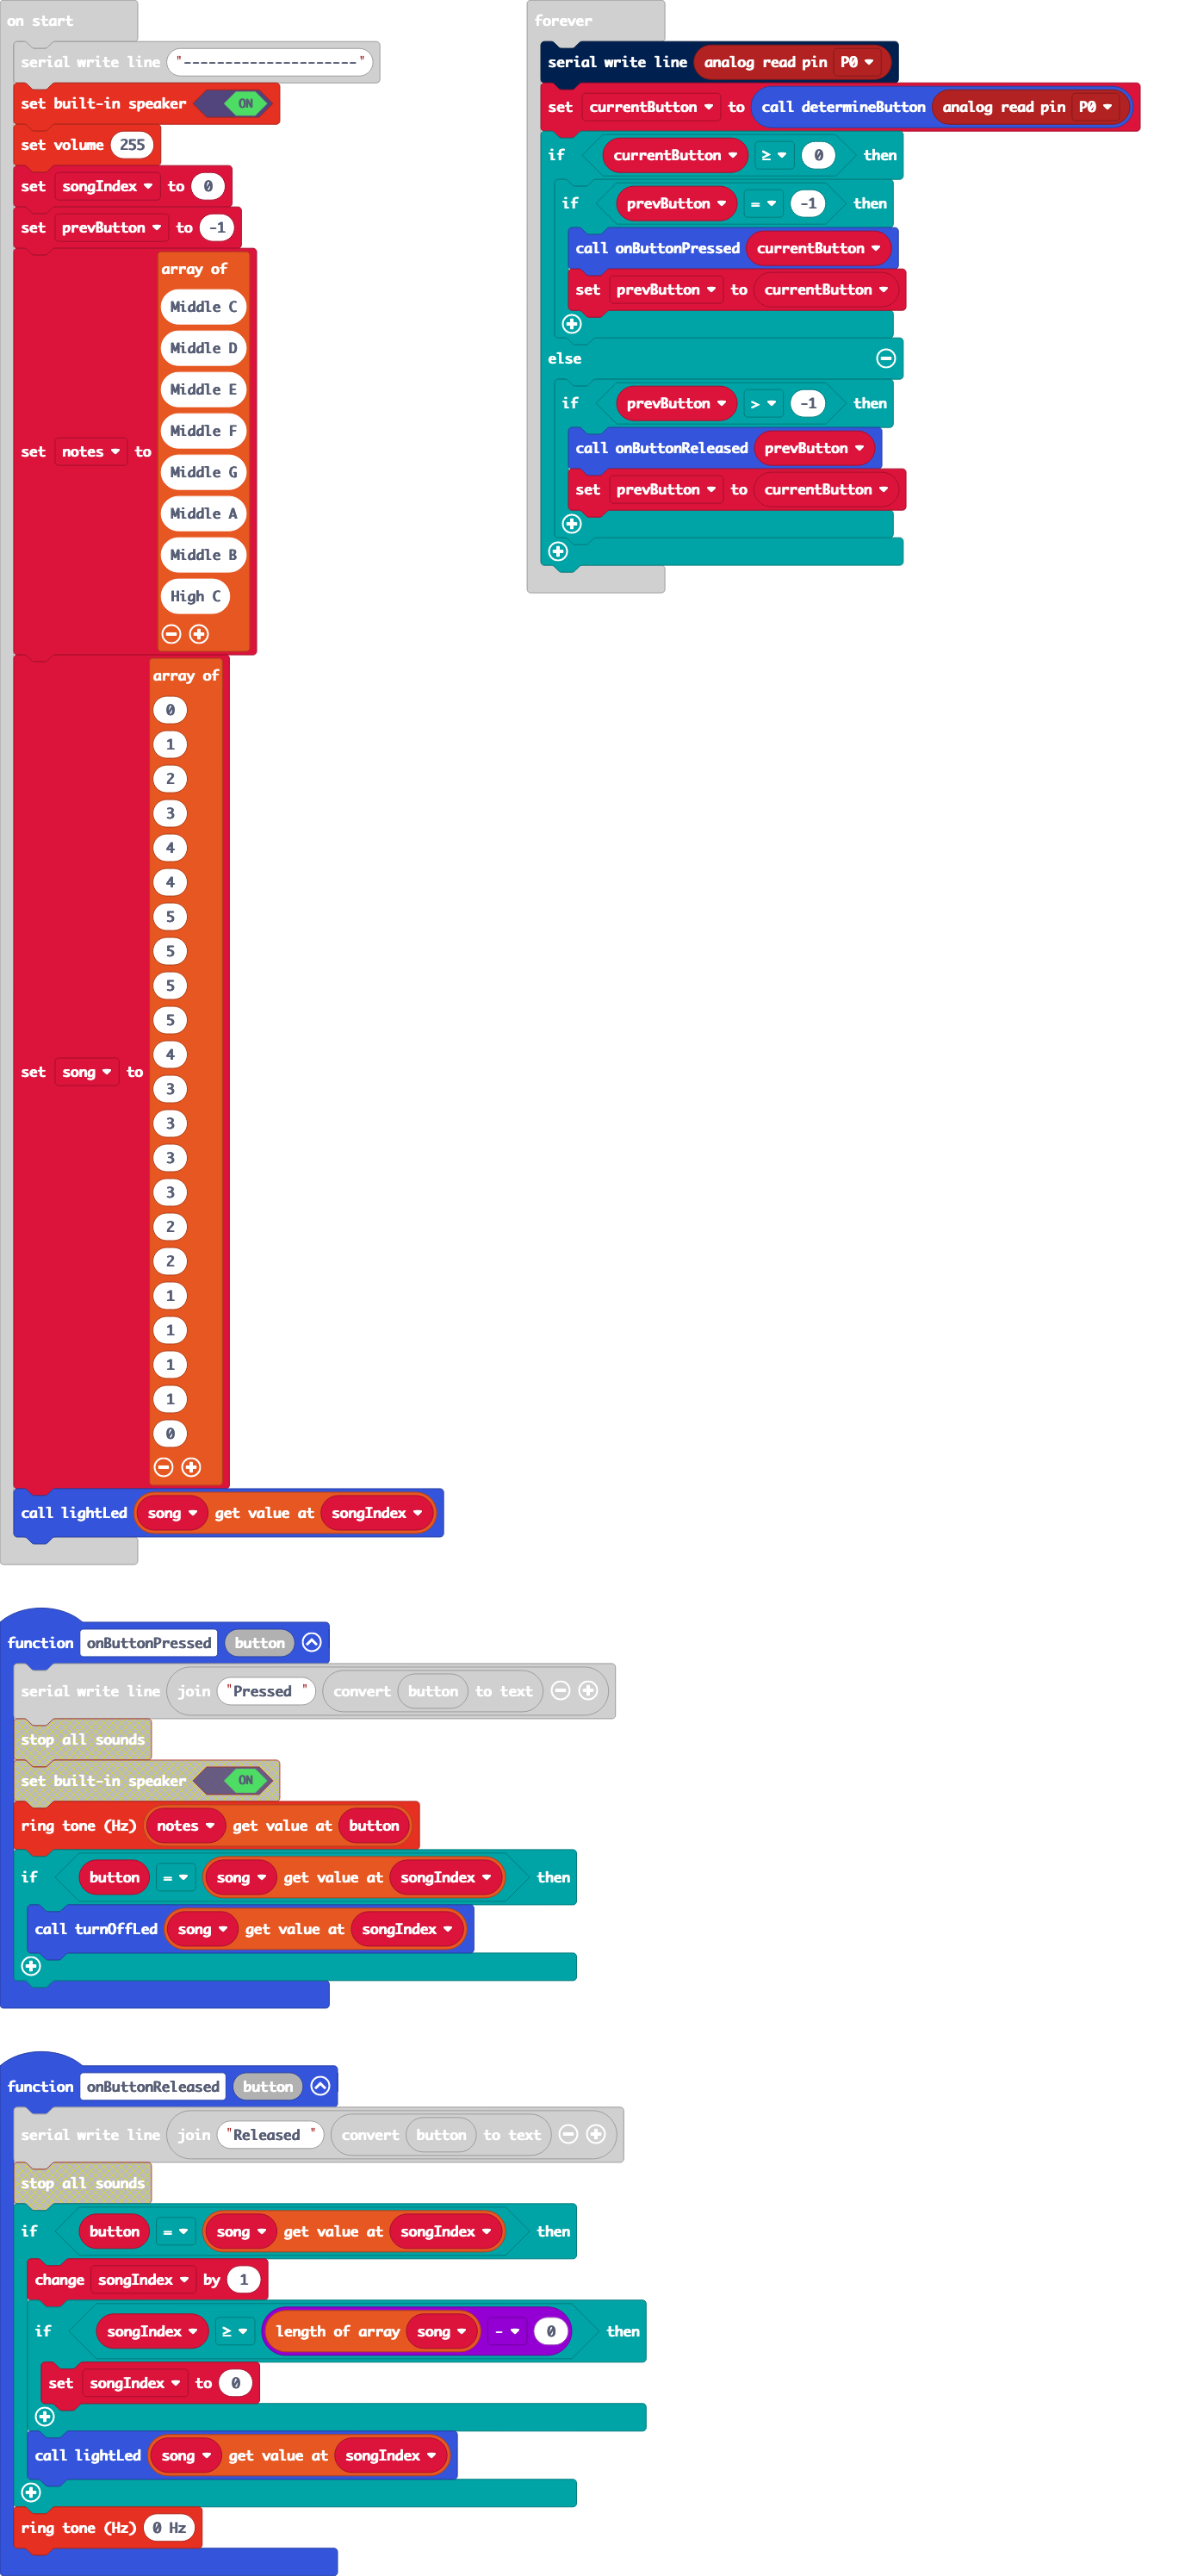 on start
serial write line "---------------------"
set built-in speaker ON
set volume 255
set songIndex to 0
set prevButton to -1
set notes to
array of
Middle C
Middle D
Middle E
Middle F
Middle G
Middle A
Middle B
High C
set song to
array of
0
1
2
3
4
4
5
5
5
5
4
3
3
3
3
2
2
1
1
1
1
0
call lightLed song get value at songIndex
forever
serial write line analog read pin P0
set currentButton to call determineButton analog read pin P0
if currentButton ≥ 0 then
if prevButton = -1 then
call onButtonPressed currentButton
set prevButton to currentButton
else
if prevButton > -1 then
call onButtonReleased prevButton
set prevButton to currentButton
function onButtonPressed button
serial write line join "Pressed " convert button to text
stop all sounds
set built-in speaker ON
ring tone (Hz) notes get value at button
if button = song get value at songIndex then
call turnOffLed song get value at songIndex
function onButtonReleased button
serial write line join "Released " convert button to text
stop all sounds
if button = song get value at songIndex then
change songIndex by 1
if songIndex ≥ length of array song - 0 then
set songIndex to 0
call lightLed song get value at songIndex
ring tone (Hz) 0 Hz